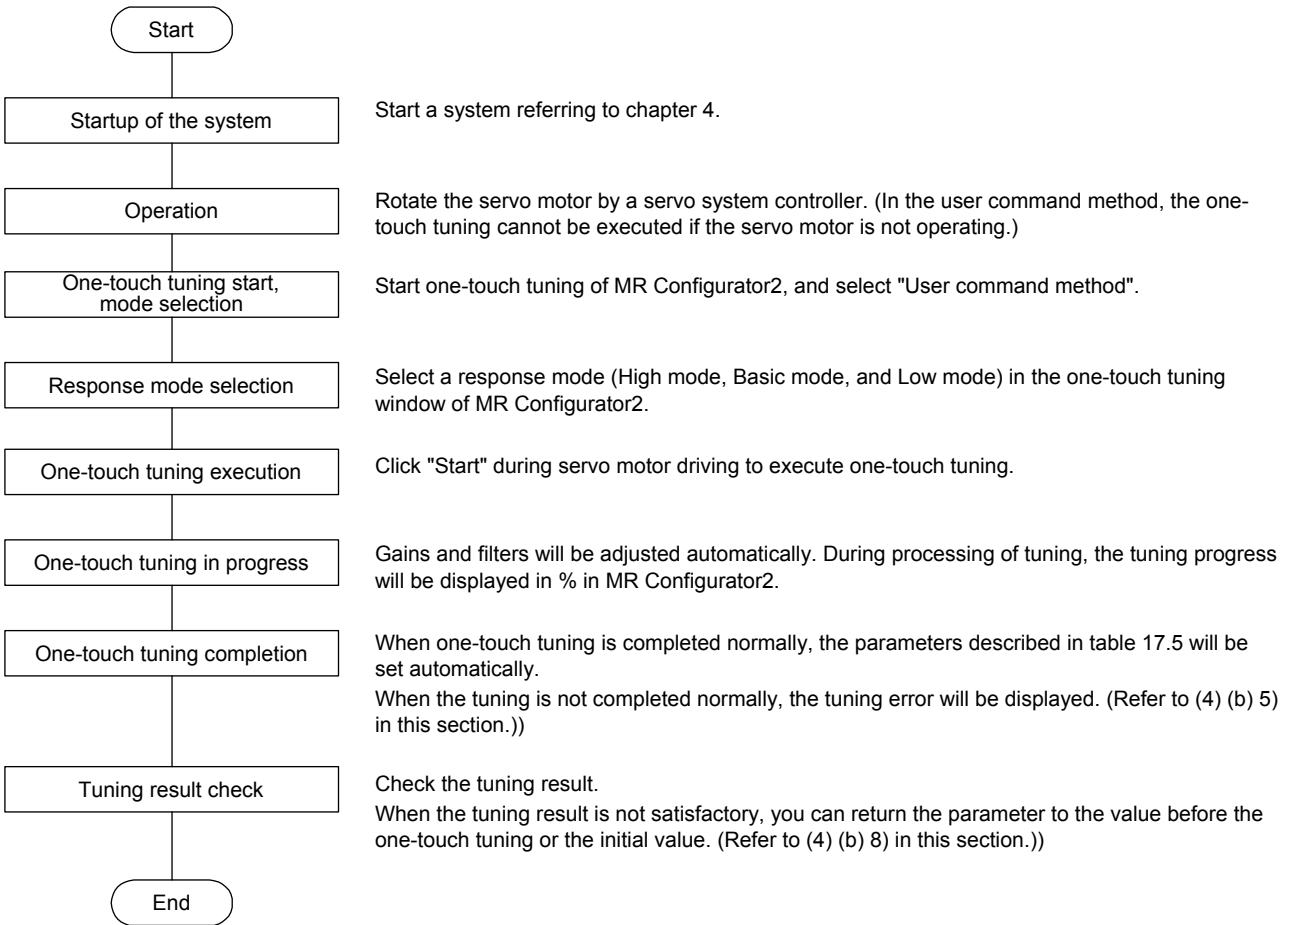 Start
Startup of the system
Start a system referring to chapter 4.
Operation
Rotate the servo motor by a servo system controller. (In the user command method, the one-
touch tuning cannot be executed if the servo motor is not operating.)
One-touch tuning start,
mode selection
Start one-touch tuning of MR Configurator2, and select "User command method".
Response mode selection
Select a response mode (High mode, Basic mode, and Low mode) in the one-touch tuning
window of MR Configurator2.
One-touch tuning execution
Click "Start" during servo motor driving to execute one-touch tuning.
One-touch tuning in progress
Gains and filters will be adjusted automatically. During processing of tuning, the tuning progress
will be displayed in % in MR Configurator2.
One-touch tuning completion
When one-touch tuning is completed normally, the parameters described in table 17.5 will be
set automatically.
When the tuning is not completed normally, the tuning error will be displayed. (Refer to (4) (b) 5)
in this section.))
Tuning result check
Check the tuning result.
When the tuning result is not satisfactory, you can return the parameter to the value before the
one-touch tuning or the initial value. (Refer to (4) (b) 8) in this section.))
End